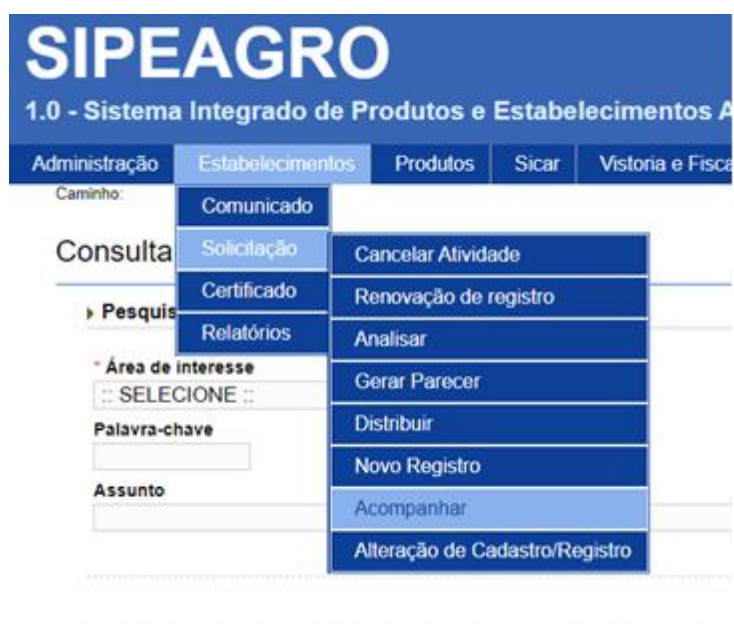 SIPEAGRO
1.0 - Sistema Integrado de Produtos e Estabelecimentos A
Administração Estabelecimentos Produtos Sicar Vistoria e Fisca
Caminho:
Comunicado
Consulta
Solicitação
Cancelar Atividade
Certificado
Renovação de registro
Pesquis
Relatórios
Analisar
* Área de interesse
Gerar Parecer
:: SELECIONE ::
Palavra-chave
Distribuir
Novo Registro
Assunto
Acompanhar
Alteração de Cadastro/Registro